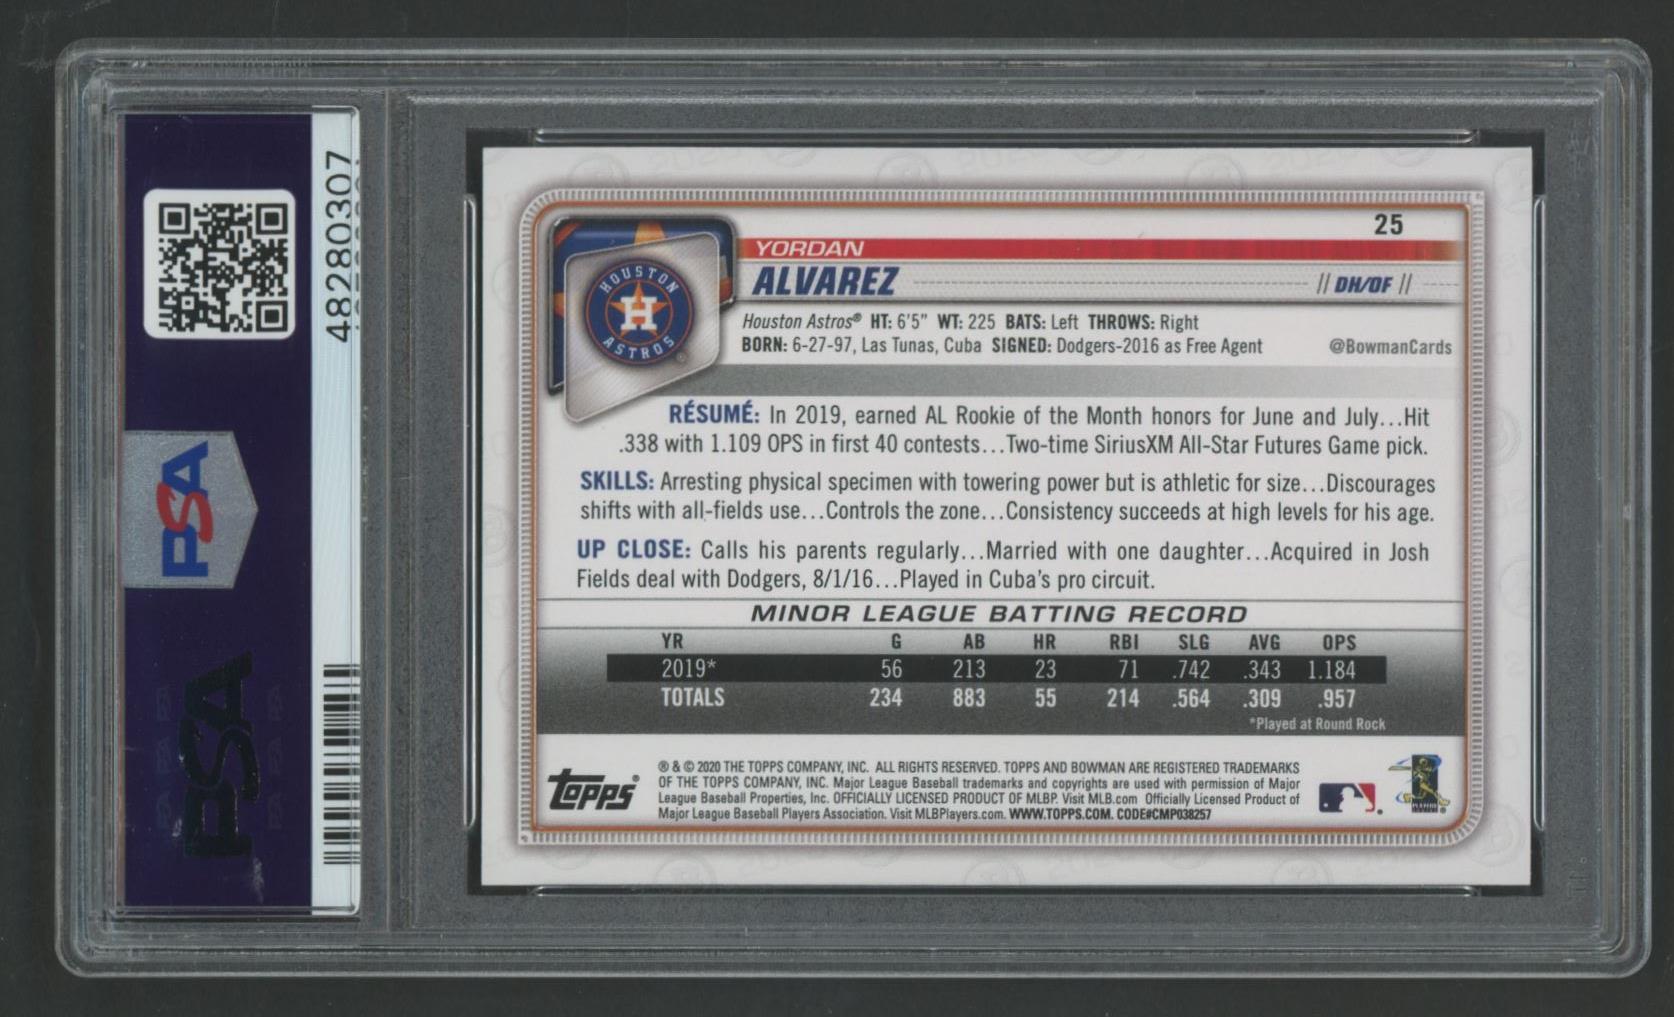 48280307
PSA
PSA
25
YORDAN
ALVAREZ
// DH/OF //
HOUSTON
H
ASTROS
Houston Astros® HT: 6'5" WT: 225 BATS: Left THROWS: Right
BORN: 6-27-97, Las Tunas, Cuba SIGNED: Dodgers-2016 as Free Agent
@BowmanCards
RÉSUMÉ: In 2019, earned AL Rookie of the Month honors for June and July...Hit
.338 with 1.109 OPS in first 40 contests...Two-time SiriusXM All-Star Futures Game pick.
SKILLS: Arresting physical specimen with towering power but is athletic for size...Discourages
shifts with all-fields use...Controls the zone...Consistency succeeds at high levels for his age.
UP CLOSE: Calls his parents regularly...Married with one daughter...Acquired in Josh
Fields deal with Dodgers, 8/1/16...Played in Cuba's pro circuit.
MINOR LEAGUE BATTING RECORD
YR G AB HR RBI SLG AVG OPS
2019* 56 213 23 71 .742 .343 1.184
TOTALS 234 883 55 214 .564 .309 .957
*Played at Round Rock
Topps®
® & © 2020 THE TOPPS COMPANY, INC. ALL RIGHTS RESERVED. TOPPS AND BOWMAN ARE REGISTERED TRADEMARKS
OF THE TOPPS COMPANY, INC. Major League Baseball trademarks and copyrights are used with permission of Major
League Baseball Properties, Inc. OFFICIALLY LICENSED PRODUCT OF MLBP. Visit MLB.com Officially Licensed Product of
Major League Baseball Players Association. Visit MLBPlayers.com. WWW.TOPPS.COM. CODE#CMP038257